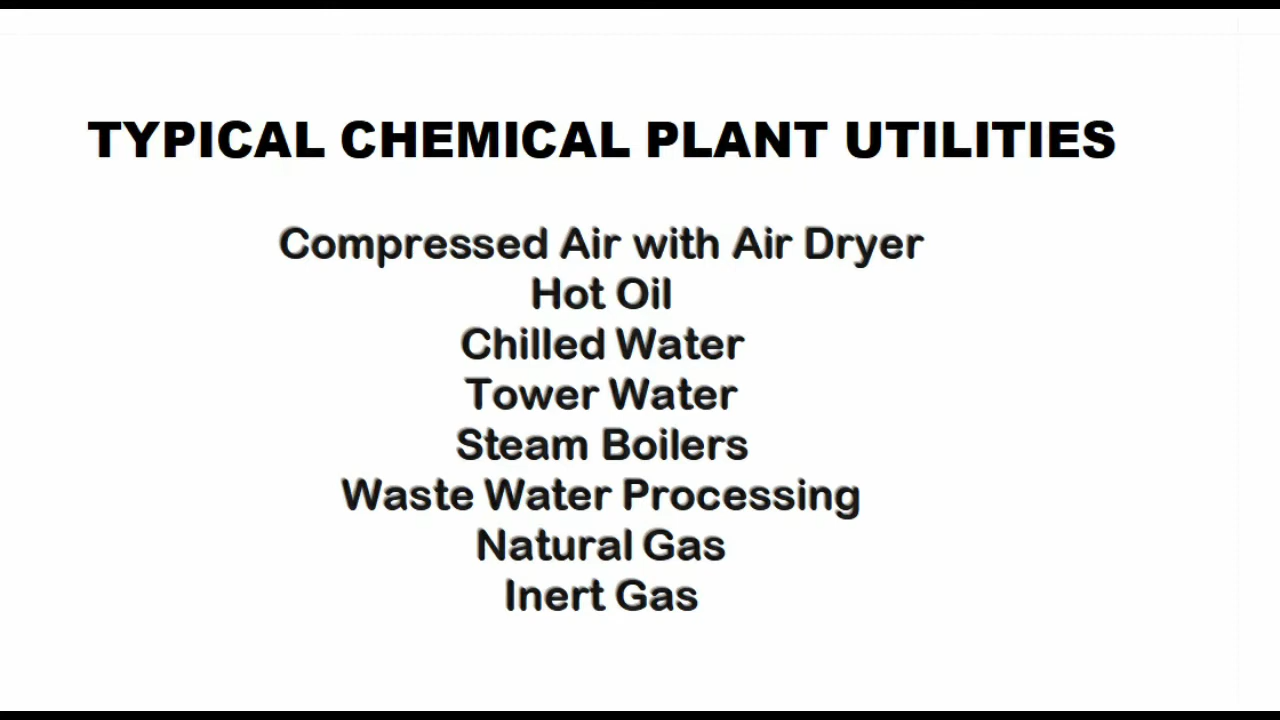 TYPICAL CHEMICAL PLANT UTILITIES
Compressed Air with Air Dryer
Hot Oil
Chilled Water
Tower Water
Steam Boilers
Waste Water Processing
Natural Gas
Inert Gas